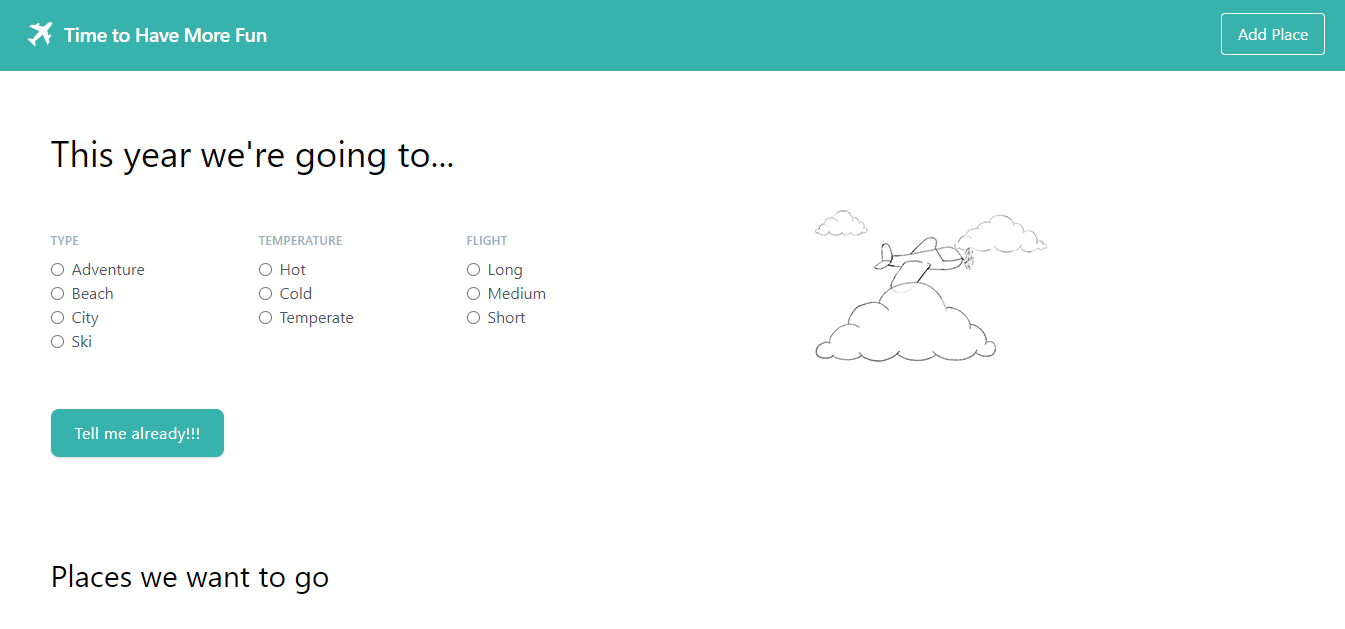 Time to Have More Fun
Add Place
This year we're going to...
TYPE
Adventure
Beach
City
Ski
TEMPERATURE
Hot
Cold
Temperate
FLIGHT
Long
Medium
Short
Tell me already!!!
Places we want to go